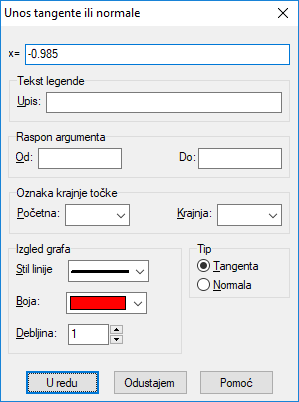 Unos tangente ili normale
x= -0.985
Tekst legende
Upis:
Raspon argumenta
Od: Do:
Oznaka krajnje točke
Početna: Krajnja:
Izgled grafa
Stil linije
Boja:
Debljina: 1
Tip
Tangenta
Normala
U redu Odustajem Pomoć